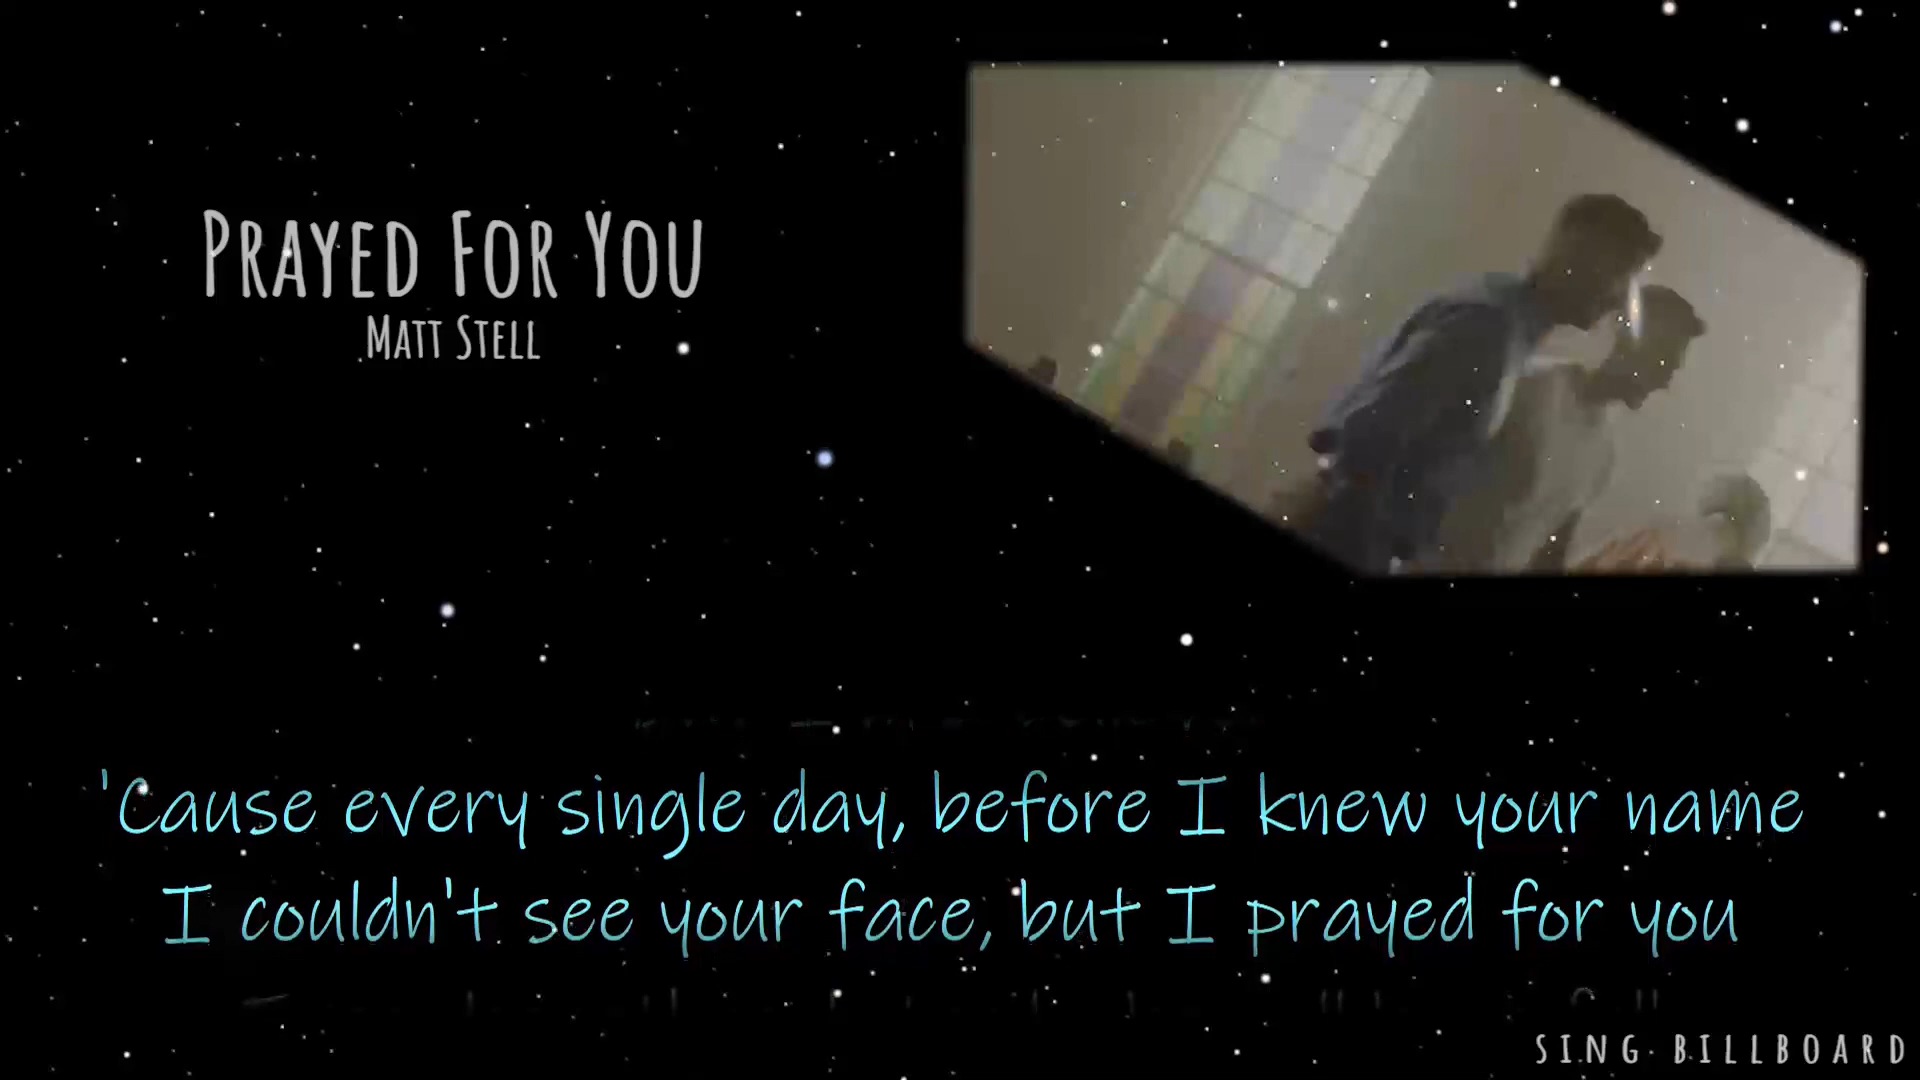 Prayed For You
Matt Stell
'Cause every single day, before I knew your name
I couldn't see your face, but I prayed for you
SING BILLBOARD